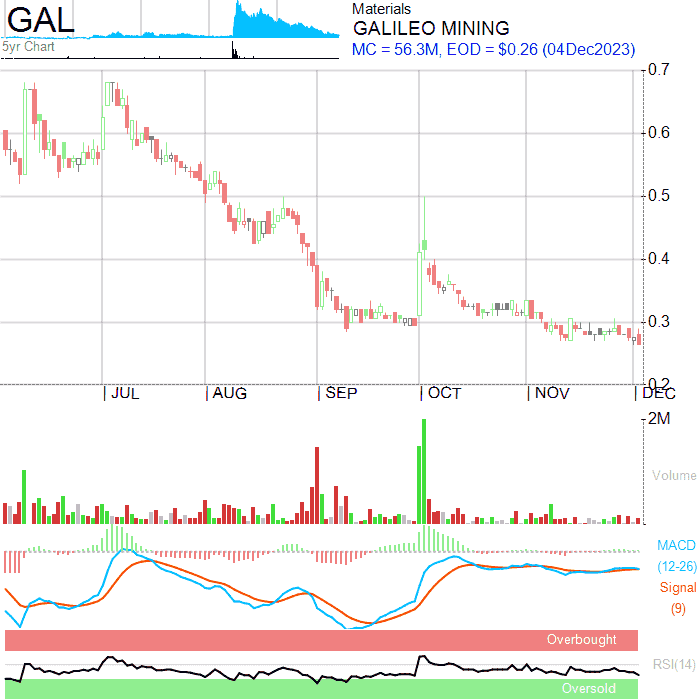 GAL
5yr Chart
Materials
GALILEO MINING
MC = 56.3M, EOD = $0.26 (04Dec2023)
0.7
0.6
0.5
0.4
0.3
0.2
JUL AUG SEP OCT NOV DEC
2M
Volume
MACD
(12-26)
Signal
(9)
Overbought
RSI(14)
Oversold